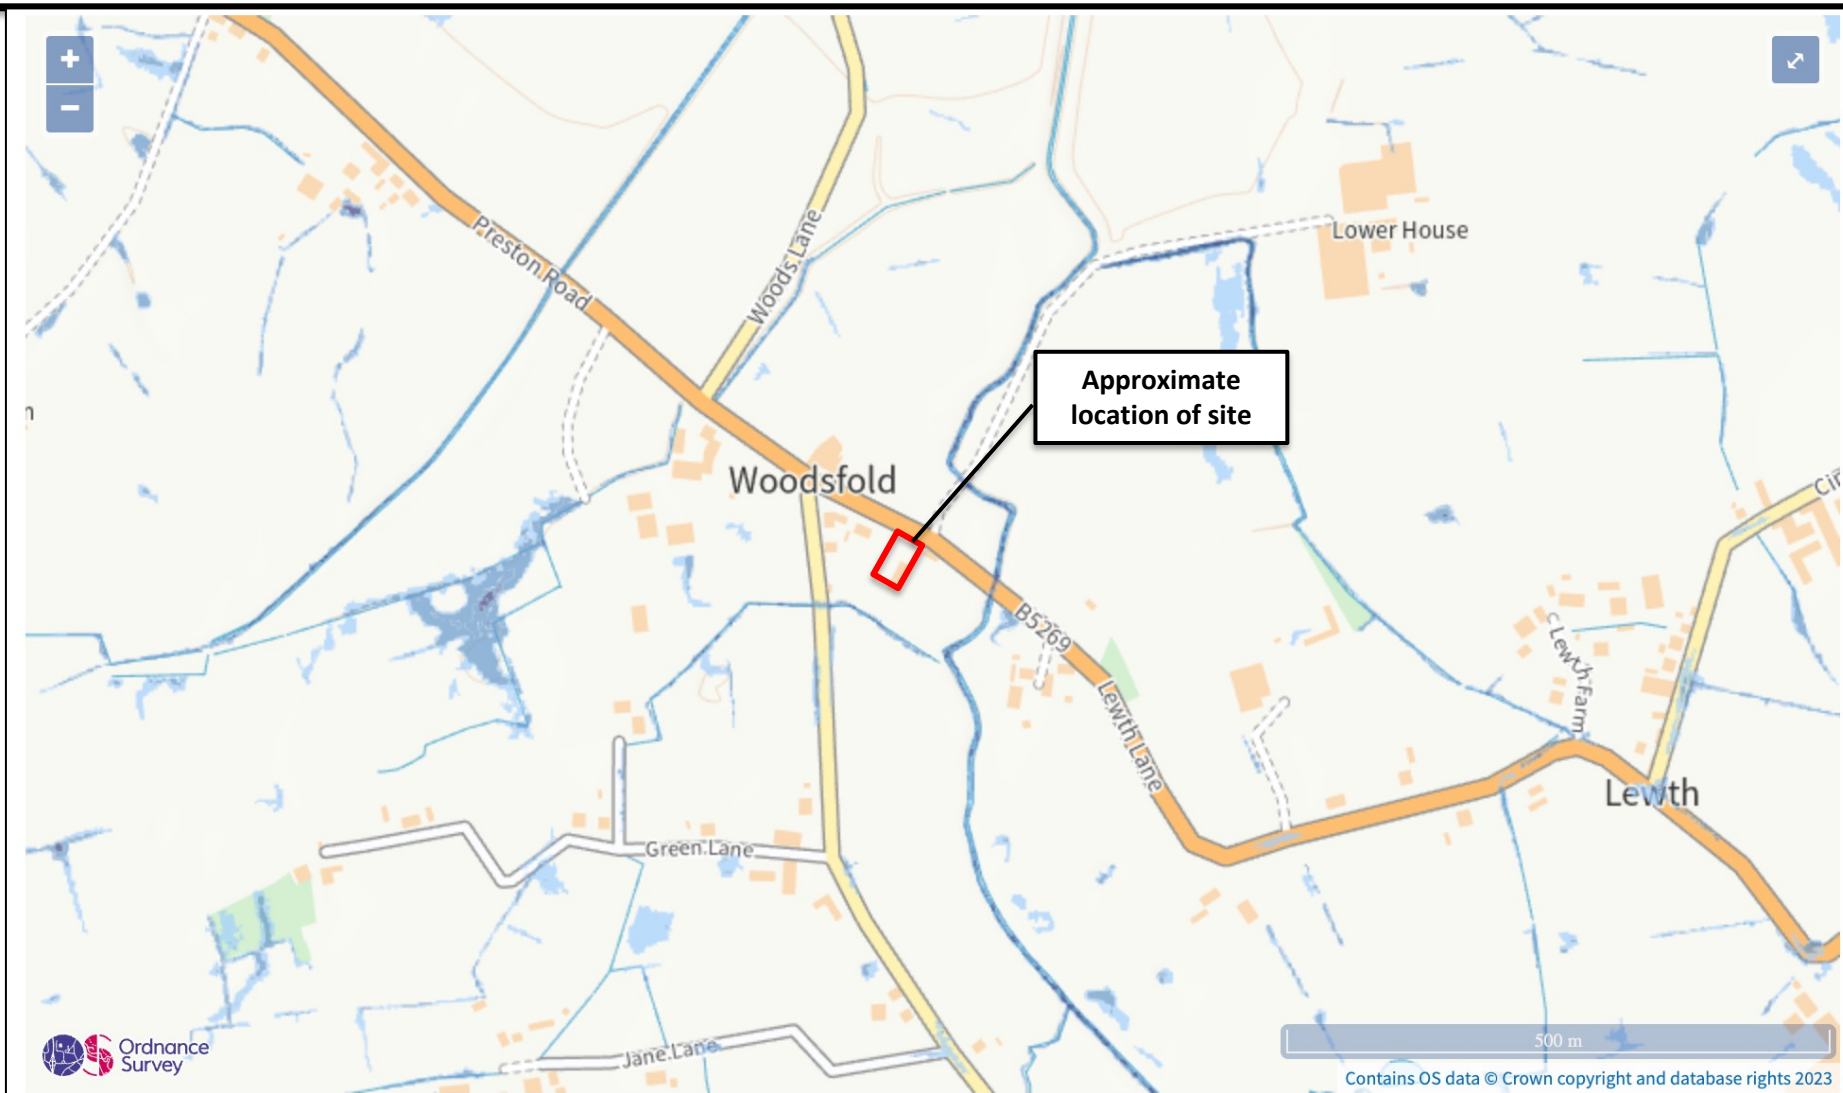 +
−
Lower House
Preston Road
Woods Lane
Approximate
location of site
n
Woodsfold
B5269
Lewth Lane
Lewth Farm
Lewth
Green Lane
Jane Lane
Ordnance
Survey
500 m
Contains OS data © Crown copyright and database rights 2023